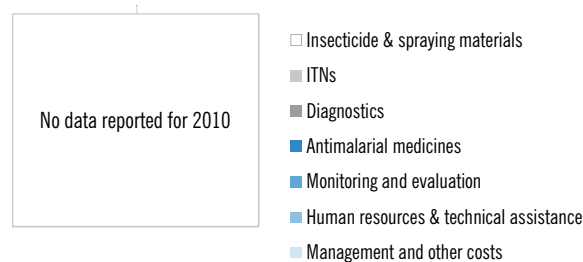 No data reported for 2010
Insecticide & spraying materials
ITNs
Diagnostics
Antimalarial medicines
Monitoring and evaluation
Human resources & technical assistance
Management and other costs